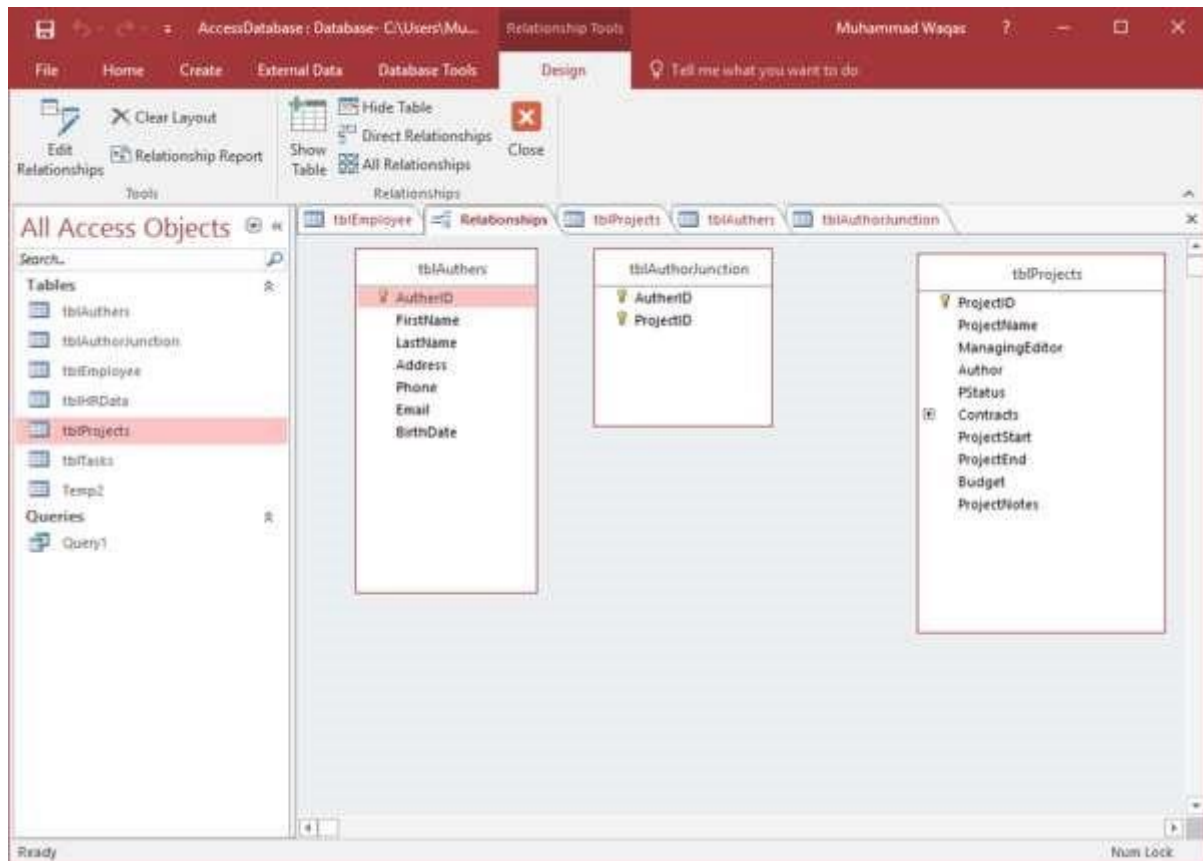 AccessDatabase : Database- C:\Users\Mu...
Relationship Tools
Muhammad Waqas
?
File
Home
Create
External Data
Database Tools
Design
Tell me what you want to do
Edit
Relationships
Clear Layout
Relationship Report
Tools
Show
Table
Hide Table
Direct Relationships
All Relationships
Relationships
Close
All Access Objects
Search...
Tables
tblAuthers
tblAuthorJunction
tblEmployee
tblHRData
tblProjects
tblTasks
Temp2
Queries
Query1
tblEmployee
Relationships
tblProjects
tblAuthers
tblAuthorJunction
tblAuthers
AutherID
FirstName
LastName
Address
Phone
Email
BirthDate
tblAuthorJunction
AutherID
ProjectID
tblProjects
ProjectID
ProjectName
ManagingEditor
Author
PStatus
Contracts
ProjectStart
ProjectEnd
Budget
ProjectNotes
Ready
Num Lock